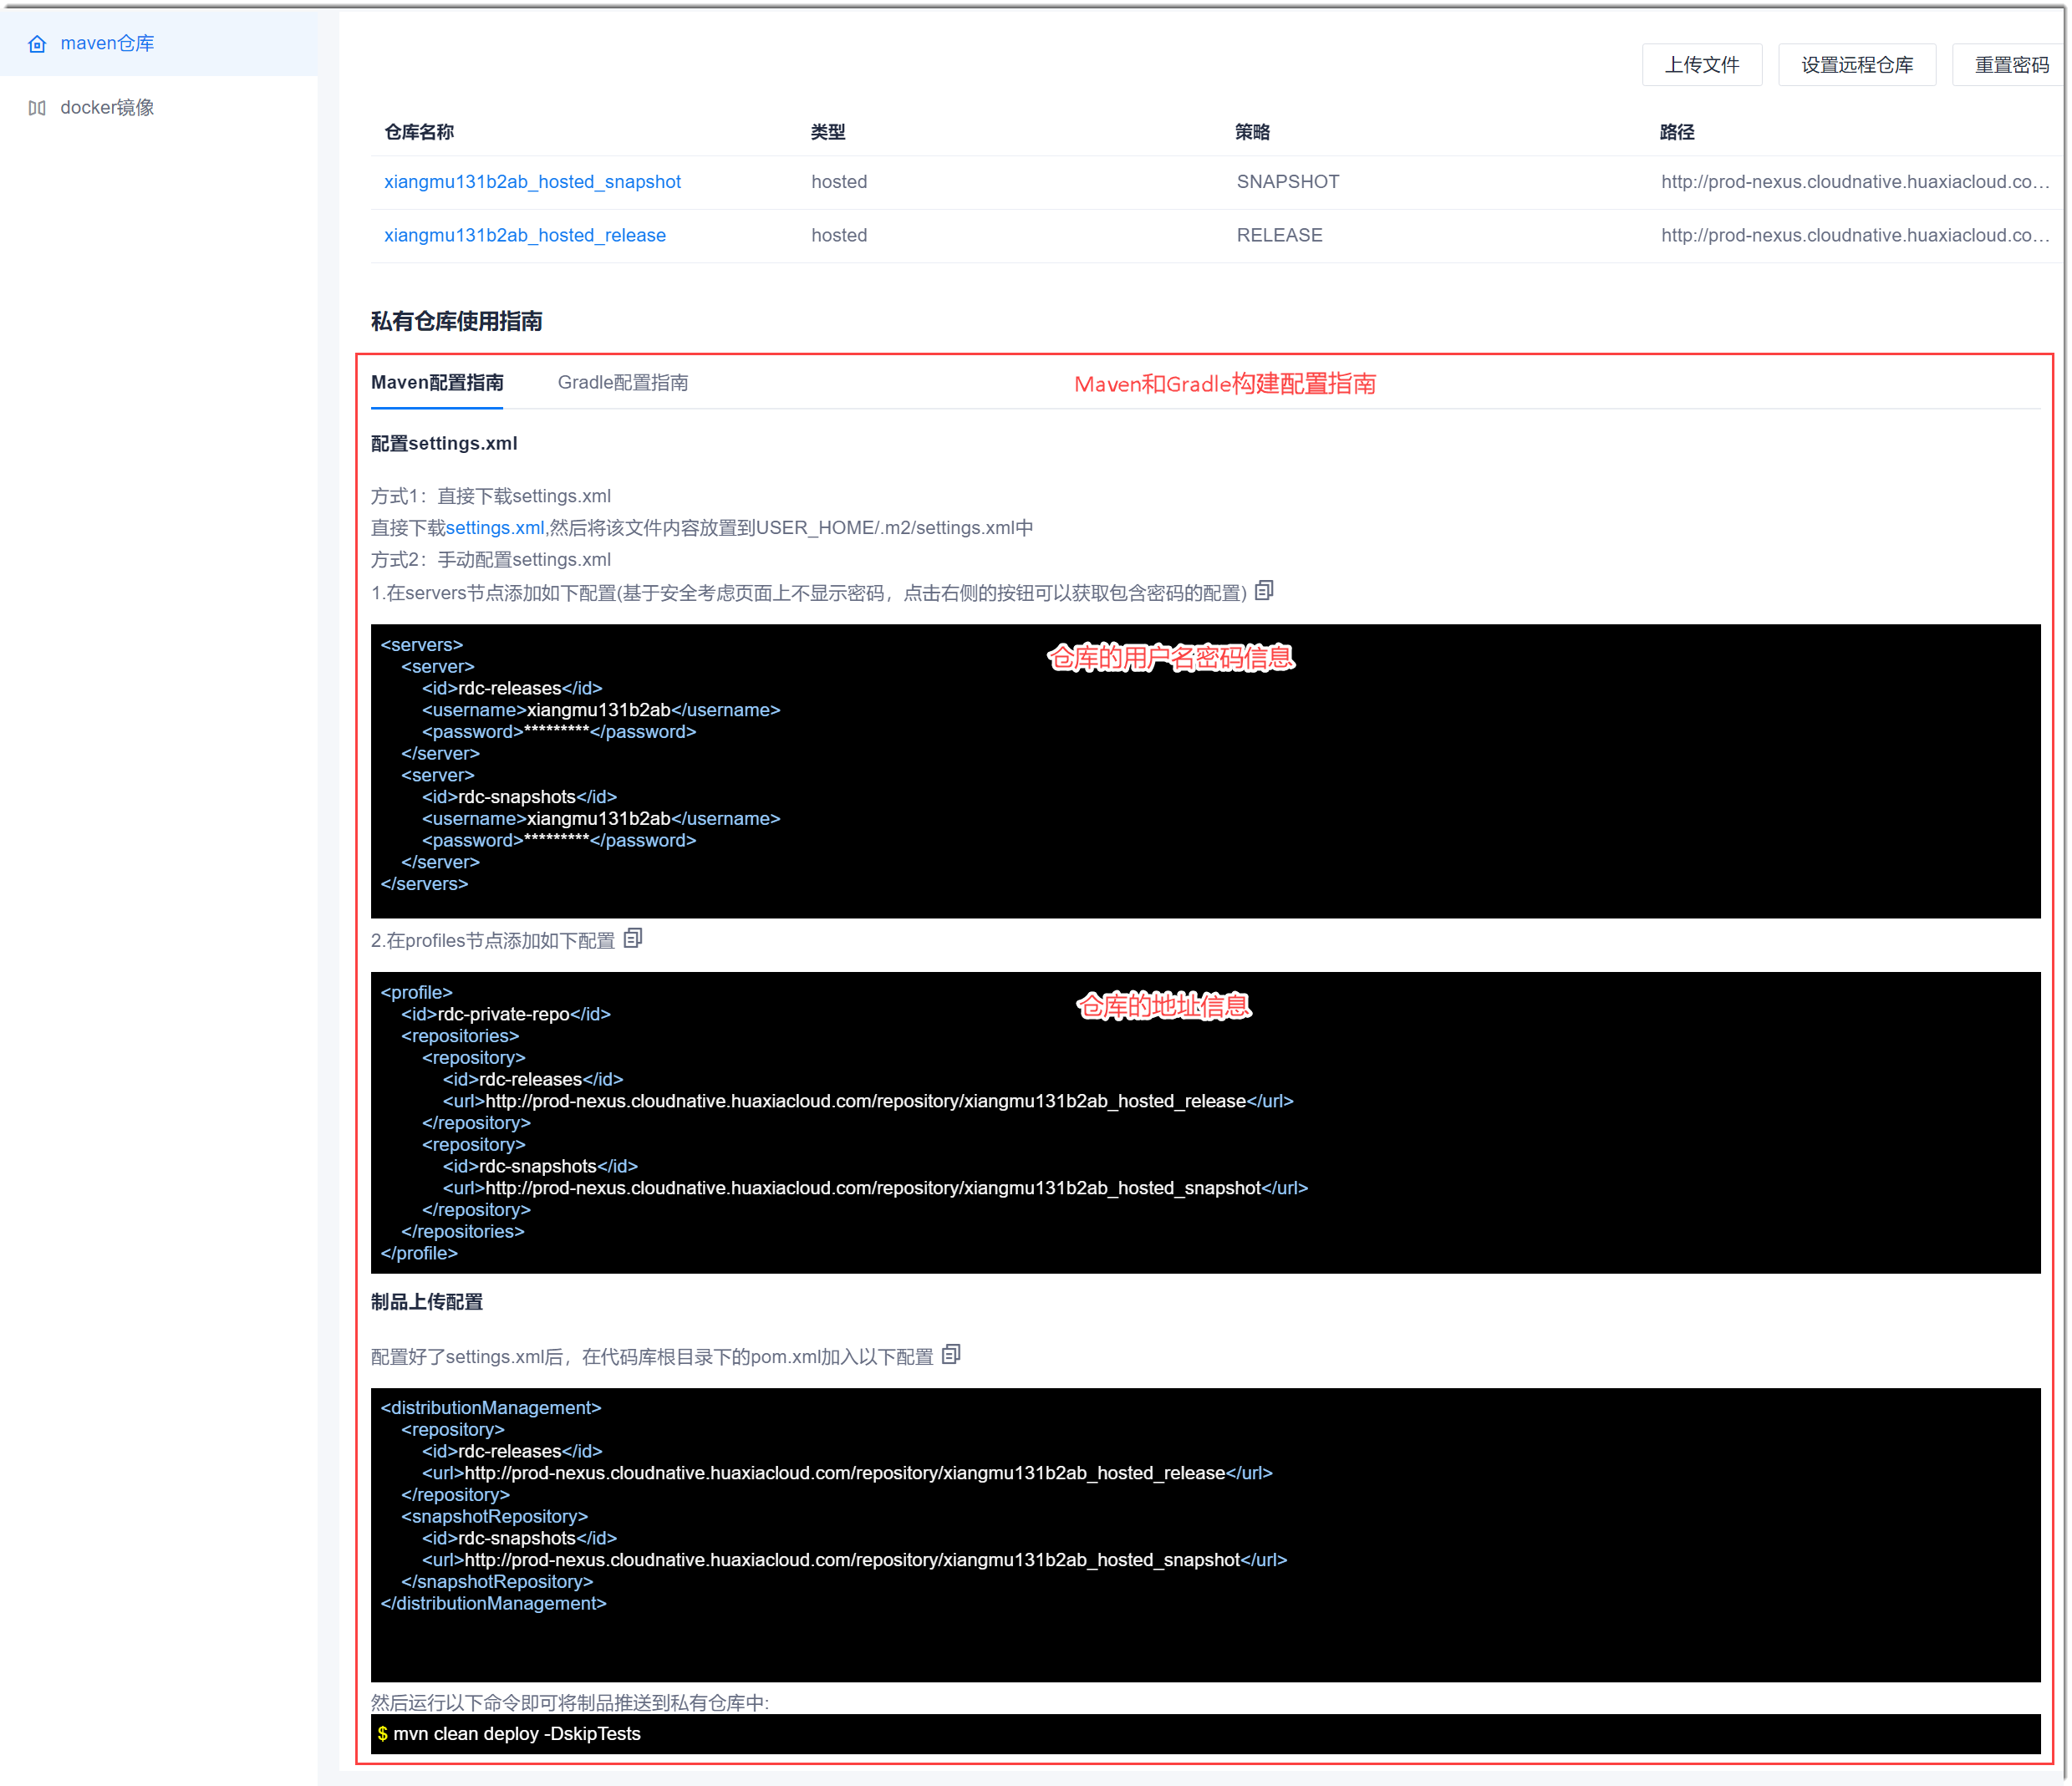 maven仓库
docker镜像
上传文件 设置远程仓库 重置密码
仓库名称 类型 策略 路径
xiangmu131b2ab_hosted_snapshot hosted SNAPSHOT http://prod-nexus.cloudnative.huaxiacloud.co...
xiangmu131b2ab_hosted_release hosted RELEASE http://prod-nexus.cloudnative.huaxiacloud.co...
私有仓库使用指南
Maven配置指南 Gradle配置指南 Maven和Gradle构建配置指南
配置settings.xml
方式1：直接下载settings.xml
直接下载settings.xml,然后将该文件内容放置到USER_HOME/.m2/settings.xml中
方式2：手动配置settings.xml
1.在servers节点添加如下配置(基于安全考虑页面上不显示密码，点击右侧的按钮可以获取包含密码的配置)
仓库的用户名密码信息
<servers>
<server>
<id>rdc-releases</id>
<username>xiangmu131b2ab</username>
<password>*********</password>
</server>
<server>
<id>rdc-snapshots</id>
<username>xiangmu131b2ab</username>
<password>*********</password>
</server>
</servers>
2.在profiles节点添加如下配置
仓库的地址信息
<profile>
<id>rdc-private-repo</id>
<repositories>
<repository>
<id>rdc-releases</id>
<url>http://prod-nexus.cloudnative.huaxiacloud.com/repository/xiangmu131b2ab_hosted_release</url>
</repository>
<repository>
<id>rdc-snapshots</id>
<url>http://prod-nexus.cloudnative.huaxiacloud.com/repository/xiangmu131b2ab_hosted_snapshot</url>
</repository>
</repositories>
</profile>
制品上传配置
配置好了settings.xml后，在代码库根目录下的pom.xml加入以下配置
<distributionManagement>
<repository>
<id>rdc-releases</id>
<url>http://prod-nexus.cloudnative.huaxiacloud.com/repository/xiangmu131b2ab_hosted_release</url>
</repository>
<snapshotRepository>
<id>rdc-snapshots</id>
<url>http://prod-nexus.cloudnative.huaxiacloud.com/repository/xiangmu131b2ab_hosted_snapshot</url>
</snapshotRepository>
</distributionManagement>
然后运行以下命令即可将制品推送到私有仓库中:
$ mvn clean deploy -DskipTests